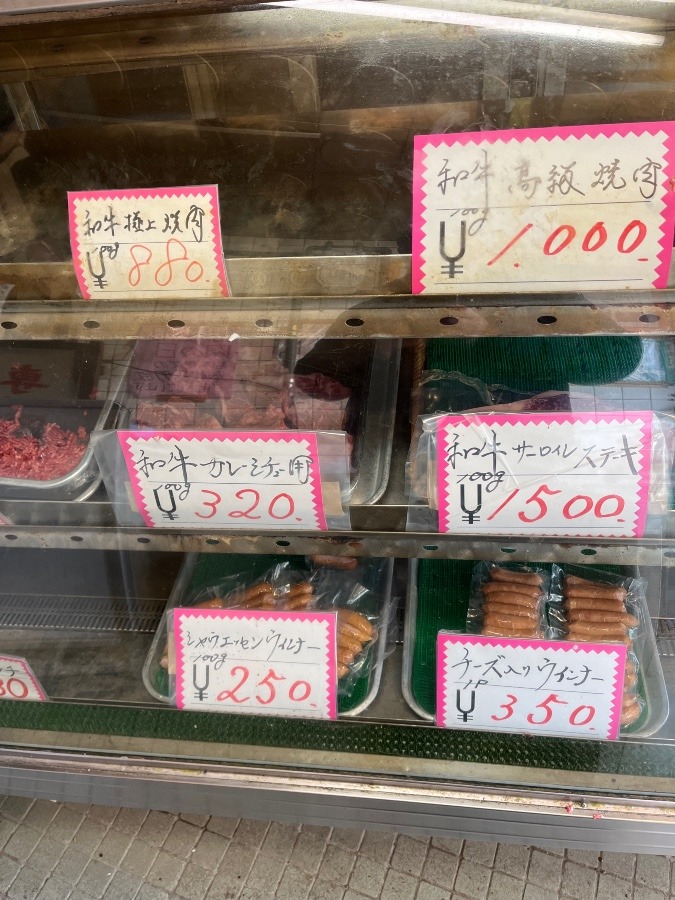 和牛極上焼肉
100g
¥880.
和牛高級焼肉
100g
¥1.000.
和牛カレーシチュー用
100g
¥320.
和牛サーロインステーキ
100g
¥1500.
シャウエッセンウィンナー
100g
¥250.
チーズ入りウインナー
1P
¥350.